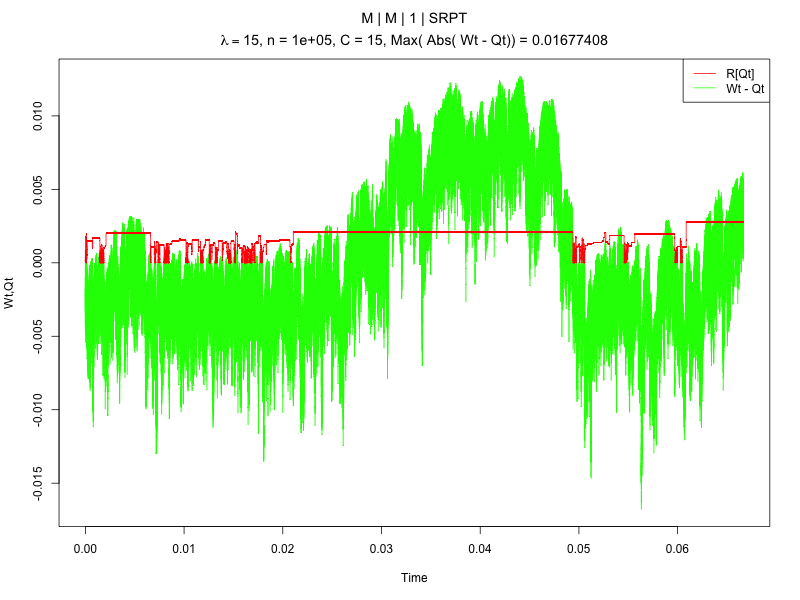 M | M | 1 | SRPT
λ = 15, n = 1e+05, C = 15, Max( Abs( Wt - Qt)) = 0.01677408
R[Qt]
Wt - Qt
0.010
0.005
0.000
-0.005
-0.010
-0.015
Wt,Qt
0.00 0.01 0.02 0.03 0.04 0.05 0.06
Time